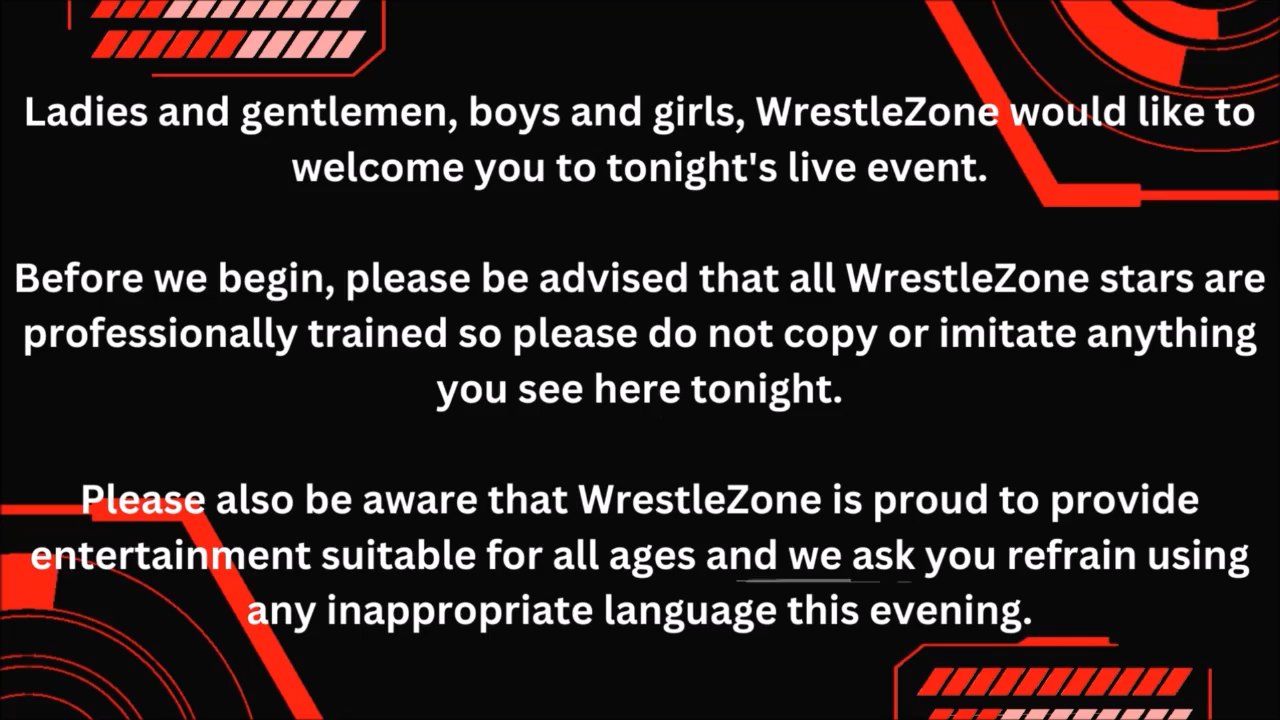 Ladies and gentlemen, boys and girls, WrestleZone would like to
welcome you to tonight's live event.
Before we begin, please be advised that all WrestleZone stars are
professionally trained so please do not copy or imitate anything
you see here tonight.
Please also be aware that WrestleZone is proud to provide
entertainment suitable for all ages and we ask you refrain using
any inappropriate language this evening.